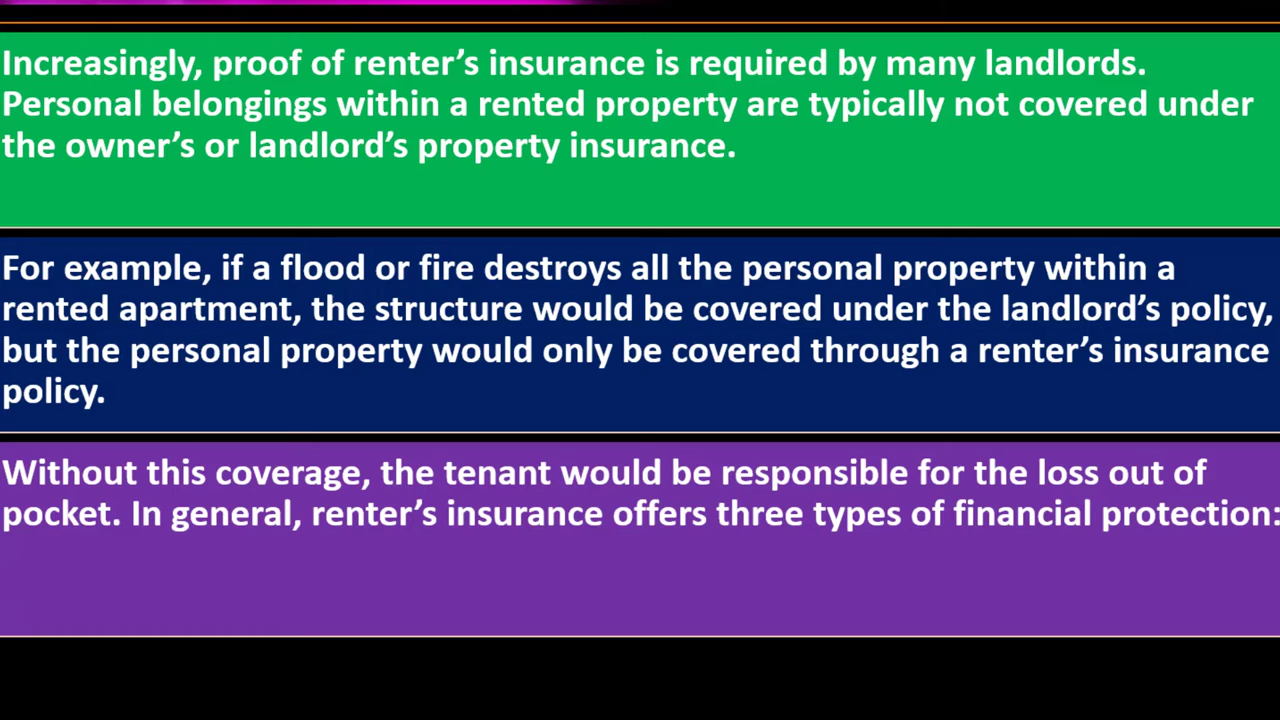 Increasingly, proof of renter’s insurance is required by many landlords.
Personal belongings within a rented property are typically not covered under
the owner’s or landlord’s property insurance.
For example, if a flood or fire destroys all the personal property within a
rented apartment, the structure would be covered under the landlord’s policy,
but the personal property would only be covered through a renter’s insurance
policy.
Without this coverage, the tenant would be responsible for the loss out of
pocket. In general, renter’s insurance offers three types of financial protection: